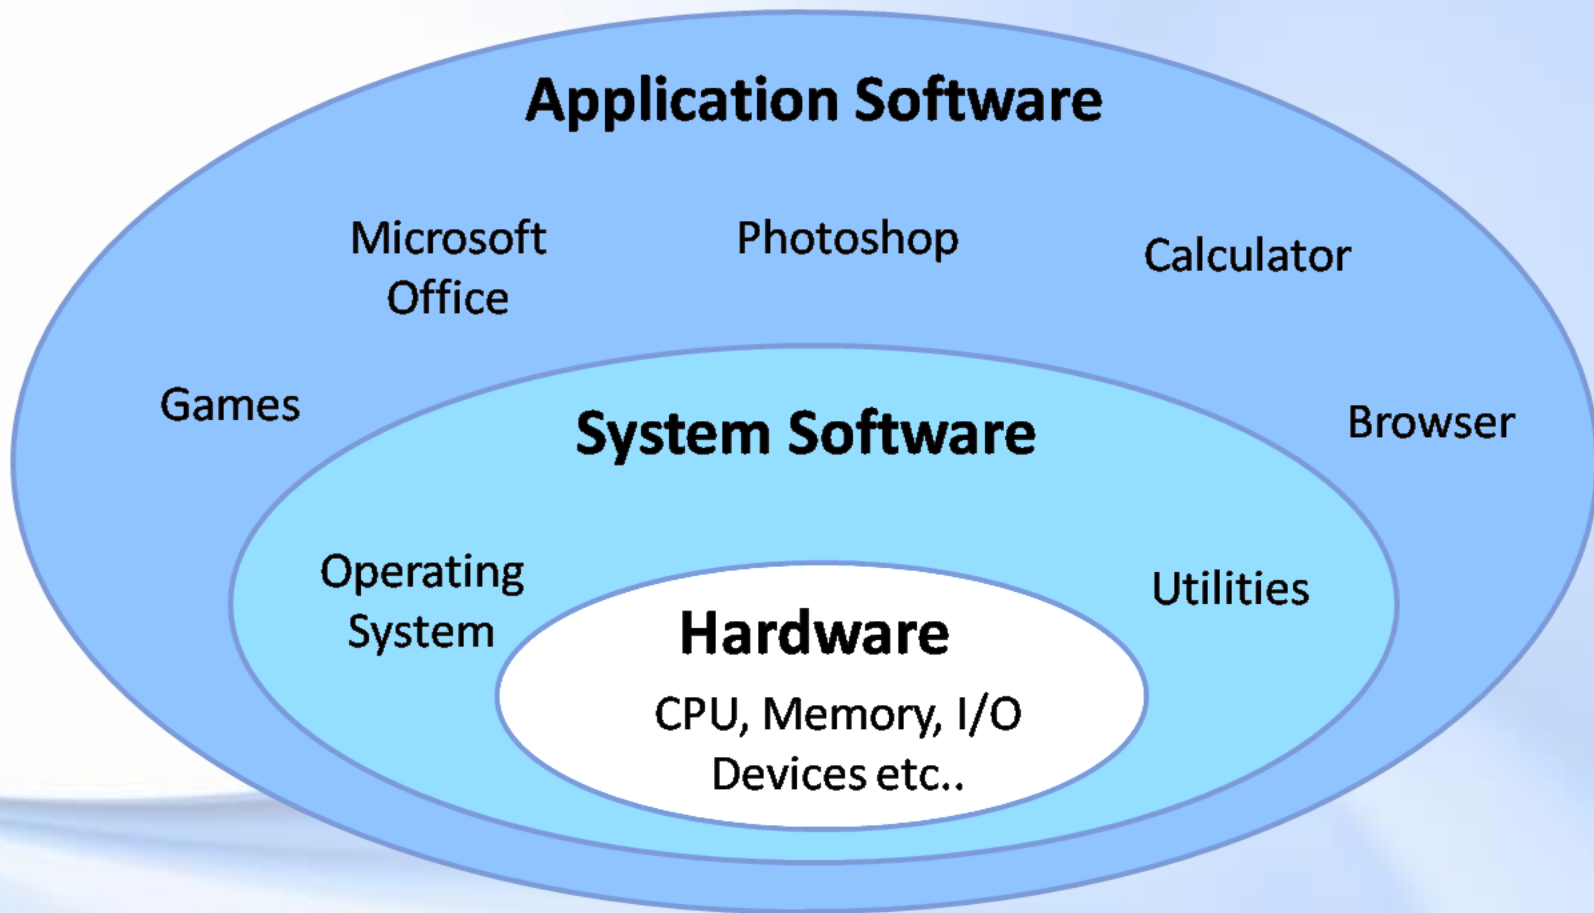 Application Software
Microsoft
Office
Photoshop
Calculator
Games
Browser
System Software
Operating
System
Utilities
Hardware
CPU, Memory, I/O
Devices etc..